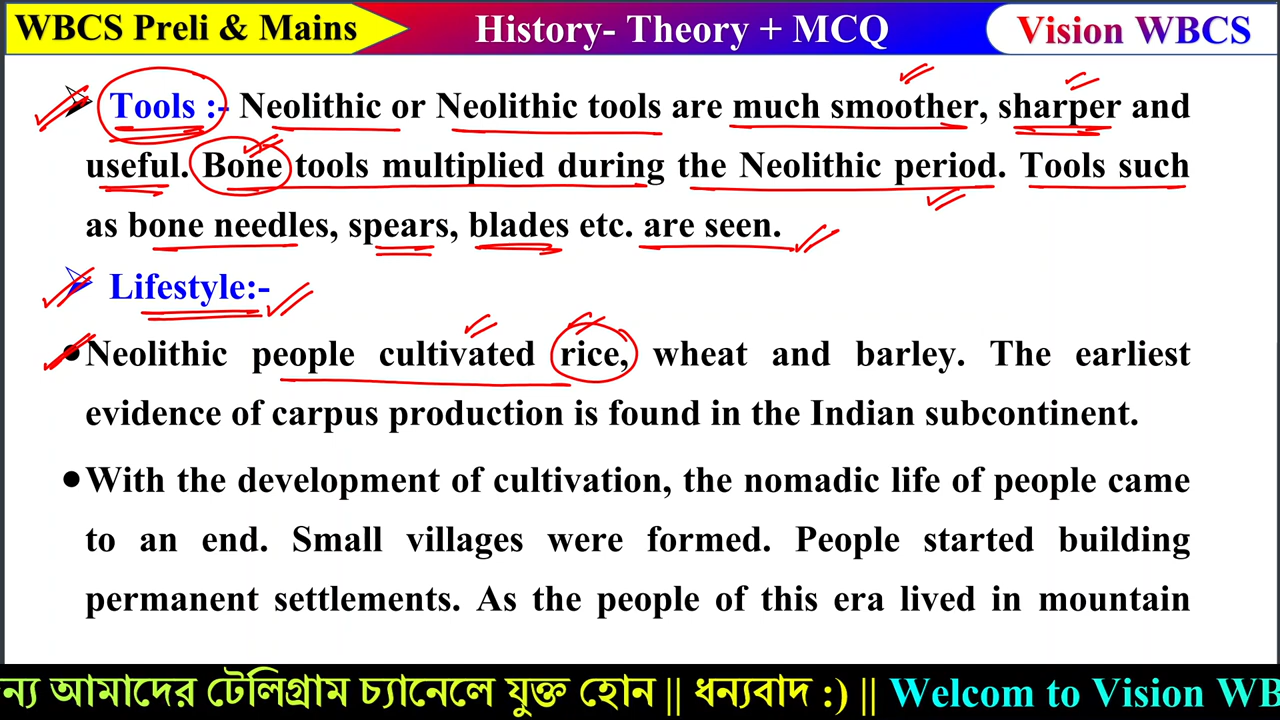 WBCS Preli & Mains
History- Theory + MCQ
Vision WBCS
Tools :- Neolithic or Neolithic tools are much smoother, sharper and
useful. Bone tools multiplied during the Neolithic period. Tools such
as bone needles, spears, blades etc. are seen.
Lifestyle:-
Neolithic people cultivated rice, wheat and barley. The earliest
evidence of carpus production is found in the Indian subcontinent.
With the development of cultivation, the nomadic life of people came
to an end. Small villages were formed. People started building
permanent settlements. As the people of this era lived in mountain
ন্য আমাদের টেলিগ্রাম চ্যানেলে যুক্ত হোন || ধন্যবাদ :) || Welcom to Vision WB